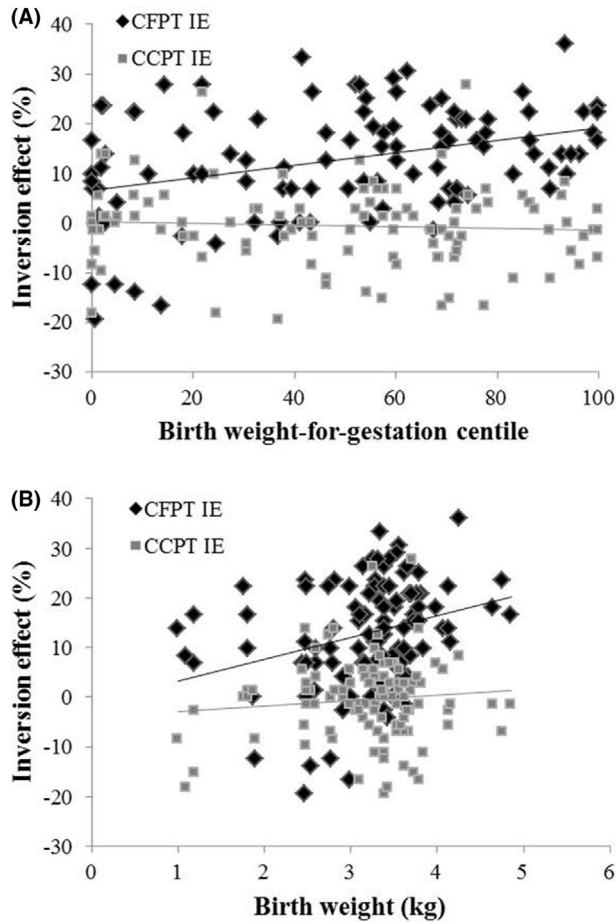 (A)
40
CFPT IE
30
CCPT IE
20
10
0
-10
-20
-30
Inversion effect (%)
0 20 40 60 80 100
Birth weight-for-gestation centile
(B)
40
CFPT IE
30
CCPT IE
20
10
0
-10
-20
-30
Inversion effect (%)
0 1 2 3 4 5 6
Birth weight (kg)